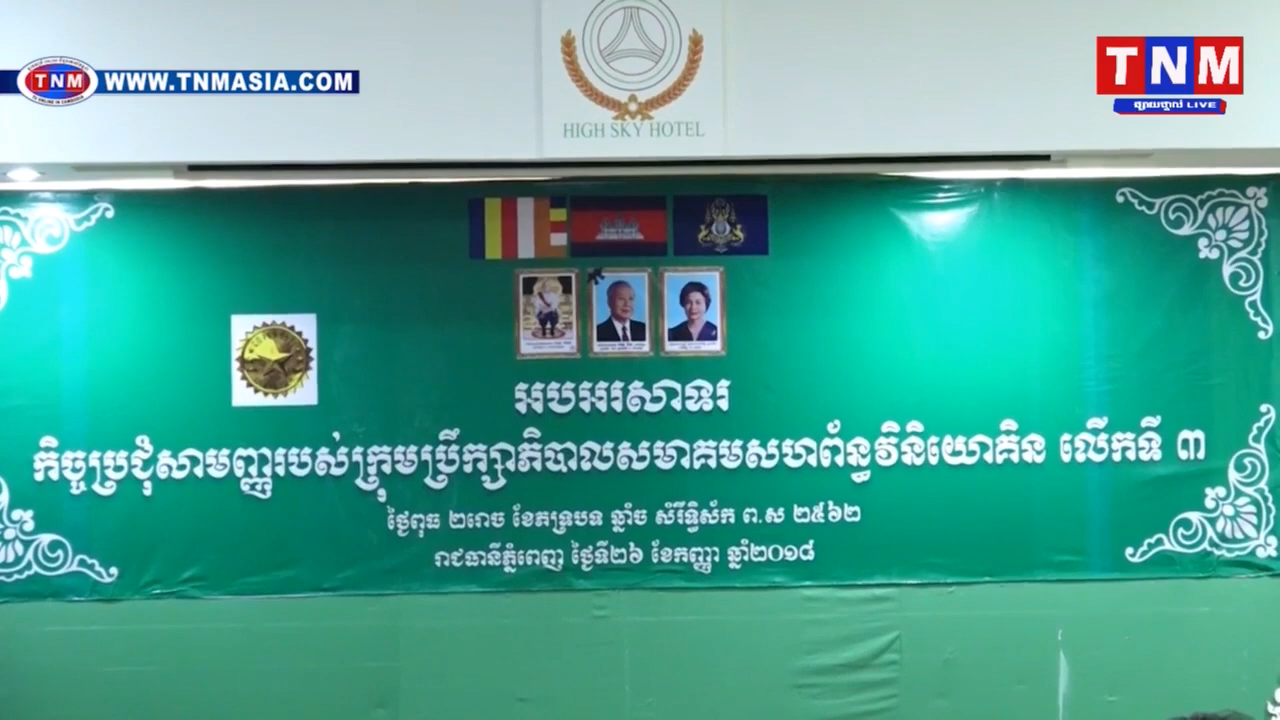 HIGH SKY HOTEL
TNM
WWW.TNMASIA.COM
TNM
ផ្សាយផ្ទាល់ LIVE
អបអរសាទរ
កិច្ចប្រជុំសាមញ្ញរបស់ក្រុមប្រឹក្សាភិបាលសមាគមសហព័ន្ធវិនិយោគិន លើកទី ៣
ថ្ងៃពុធ ២រោច ខែភទ្របទ ឆ្នាំច សំរឹទ្ធិស័ក ព.ស ២៥៦២
រាជធានីភ្នំពេញ ថ្ងៃទី២៦ ខែកញ្ញា ឆ្នាំ២០១៨